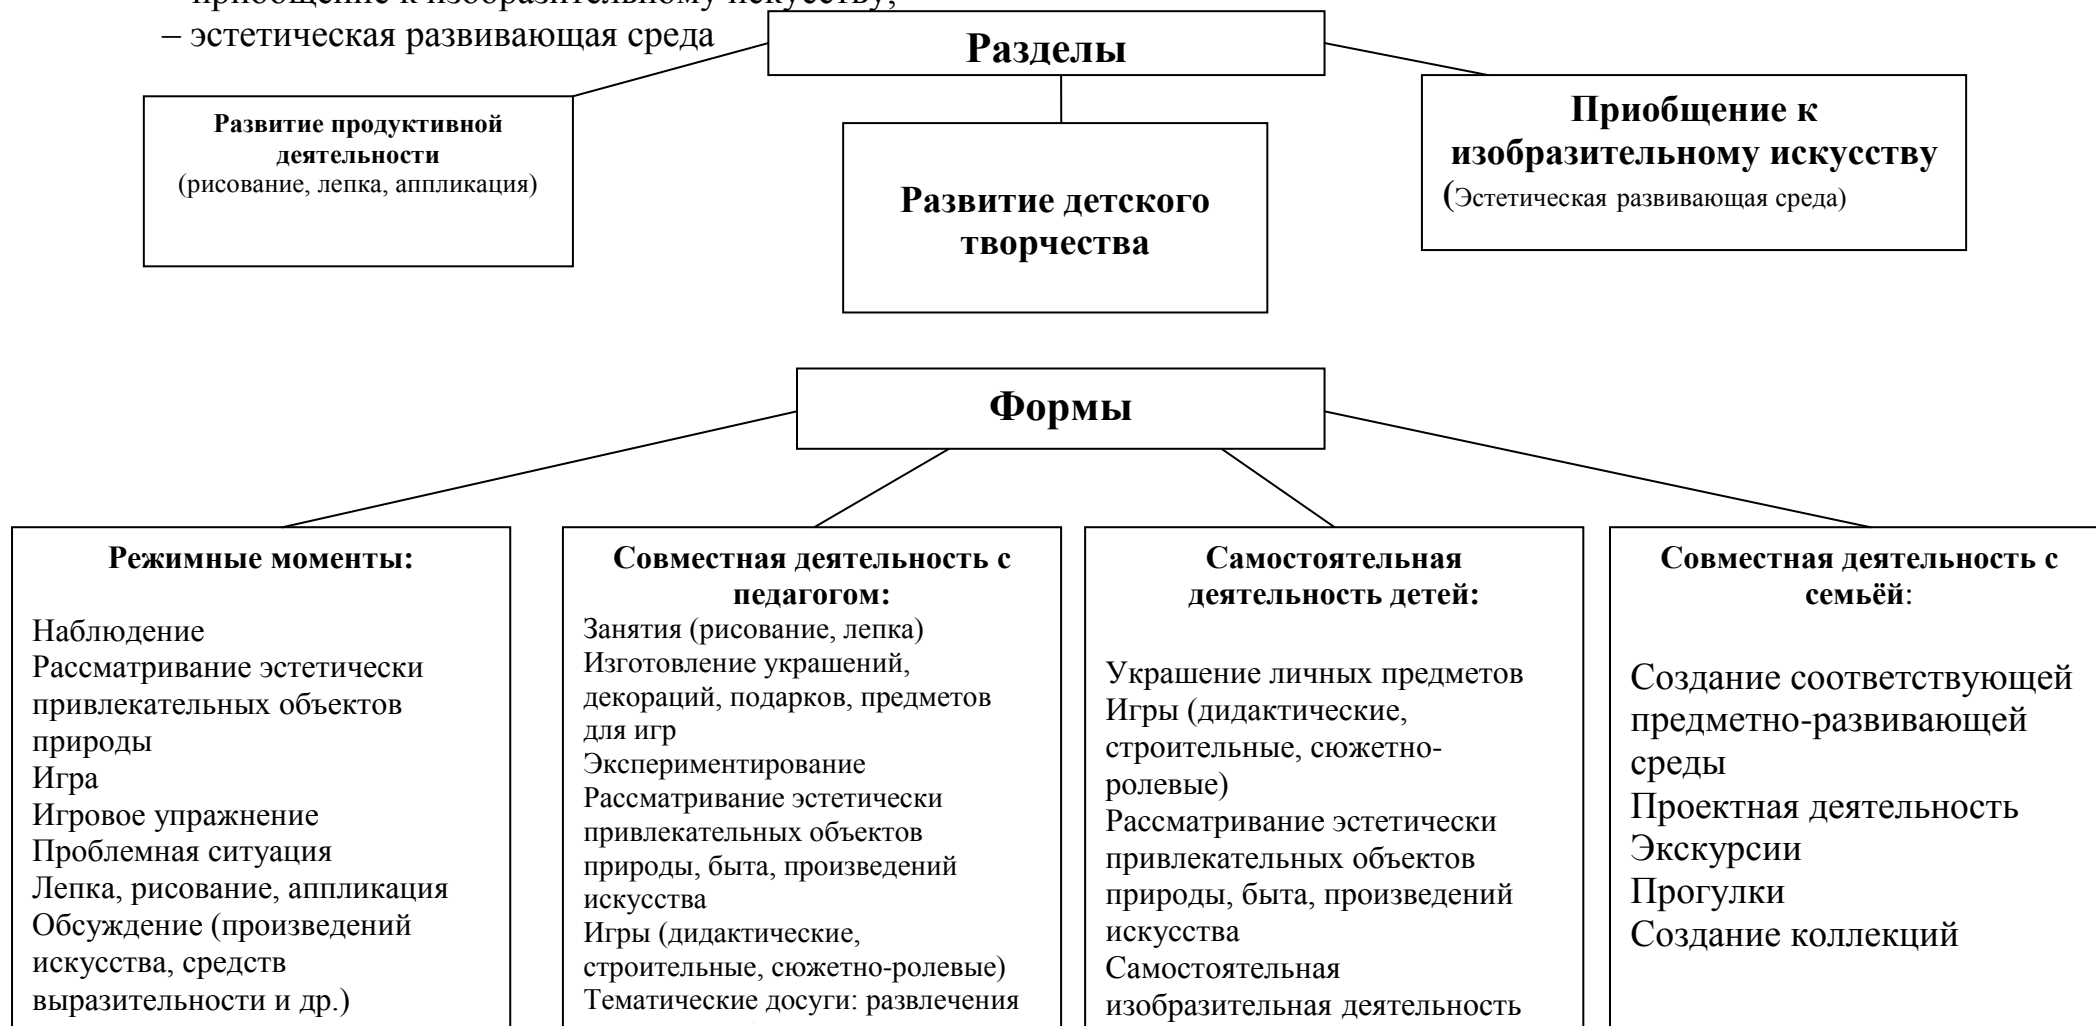 приобщение к изобразительному искусству;
– эстетическая развивающая среда
Разделы
Развитие продуктивной
деятельности
(рисование, лепка, аппликация)
Развитие детского
творчества
Приобщение к
изобразительному искусству
(Эстетическая развивающая среда)
Формы
Режимные моменты:
Наблюдение
Рассматривание эстетически
привлекательных объектов
природы
Игра
Игровое упражнение
Проблемная ситуация
Лепка, рисование, аппликация
Обсуждение (произведений
искусства, средств
выразительности и др.)
Совместная деятельность с
педагогом:
Занятия (рисование, лепка)
Изготовление украшений,
декораций, подарков, предметов
для игр
Экспериментирование
Рассматривание эстетически
привлекательных объектов
природы, быта, произведений
искусства
Игры (дидактические,
строительные, сюжетно-ролевые)
Тематические досуги: развлечения
Самостоятельная
деятельность детей:
Украшение личных предметов
Игры (дидактические,
строительные, сюжетно-
ролевые)
Рассматривание эстетически
привлекательных объектов
природы, быта, произведений
искусства
Самостоятельная
изобразительная деятельность
Совместная деятельность с
семьёй:
Создание соответствующей
предметно-развивающей
среды
Проектная деятельность
Экскурсии
Прогулки
Создание коллекций